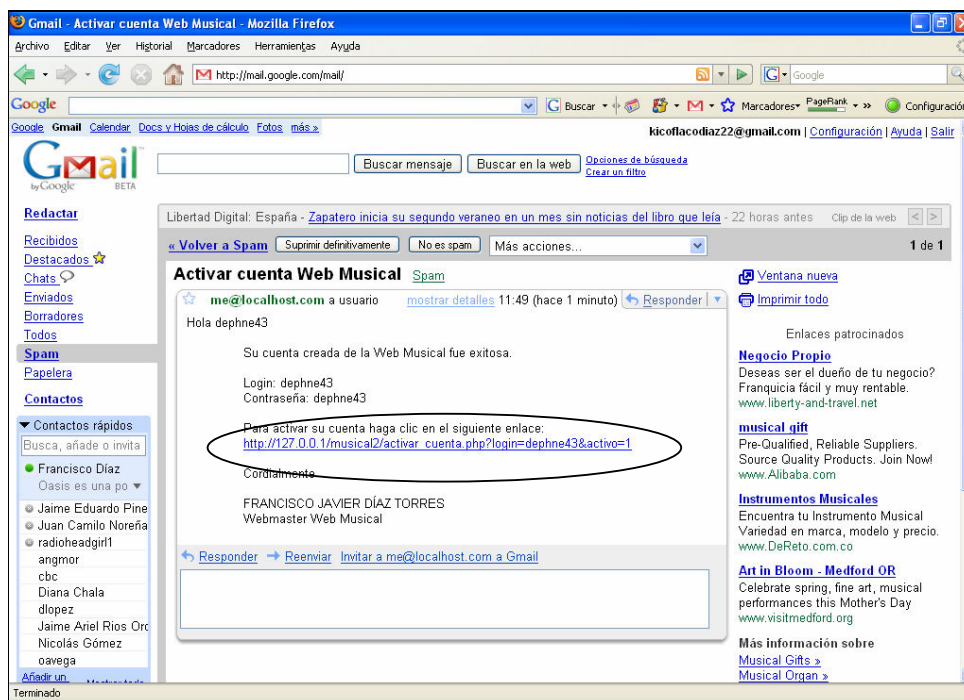 Gmail - Activar cuenta Web Musical - Mozilla Firefox
Archivo Editar Ver Historial Marcadores Herramientas Ayuda
http://mail.google.com/mail/
G Google
Google
Buscar Marcadores PageRank » Configuración
Google Gmail Calendar Docs y Hojas de cálculo Fotos más »
kicoflacodiaz22@gmail.com | Configuración | Ayuda | Salir
Gmail
by Google BETA
Buscar mensaje Buscar en la web Opciones de búsqueda
Crear un filtro
Redactar
Recibidos
Destacados
Chats
Enviados
Borradores
Todos
Spam
Papelera
Contactos
Contactos rápidos
Busca, añade o invita
Francisco Díaz
Oasis es una po
Jaime Eduardo Pine
Juan Camilo Noreña
radioheadgirl1
angmor
cbc
Diana Chala
dlopez
Jaime Ariel Rios Ord
Nicolás Gómez
oavega
Añadir un
Libertad Digital: España - Zapatero inicia su segundo veraneo en un mes sin noticias del libro que leía - 22 horas antes Clip de la web < >
« Volver a Spam Suprimir definitivamente No es spam Más acciones... 1 de 1
Activar cuenta Web Musical Spam
me@localhost.com a usuario mostrar detalles 11:49 (hace 1 minuto) Responder
Hola dephne43
Su cuenta creada de la Web Musical fue exitosa.
Login: dephne43
Contraseña: dephne43
Para activar su cuenta haga clic en el siguiente enlace:
http://127.0.0.1/musical2/activar_cuenta.php?login=dephne43&activo=1
Cordialmente
FRANCISCO JAVIER DÍAZ TORRES
Webmaster Web Musical
Responder Reenviar Invitar a me@localhost.com a Gmail
Ventana nueva
Imprimir todo
Enlaces patrocinados
Negocio Propio
Deseas ser el dueño de tu negocio?
Franquicia fácil y muy rentable.
www.liberty-and-travel.net
musical gift
Pre-Qualified, Reliable Suppliers.
Source Quality Products. Join Now!
www.Alibaba.com
Instrumentos Musicales
Encuentra tu Instrumento Musical
Variedad en marca, modelo y precio.
www.DeReto.com.co
Art in Bloom - Medford OR
Celebrate spring, fine art, musical
performances this Mother's Day
www.visitmedford.org
Más información sobre
Musical Gifts »
Musical Organ »
Terminado